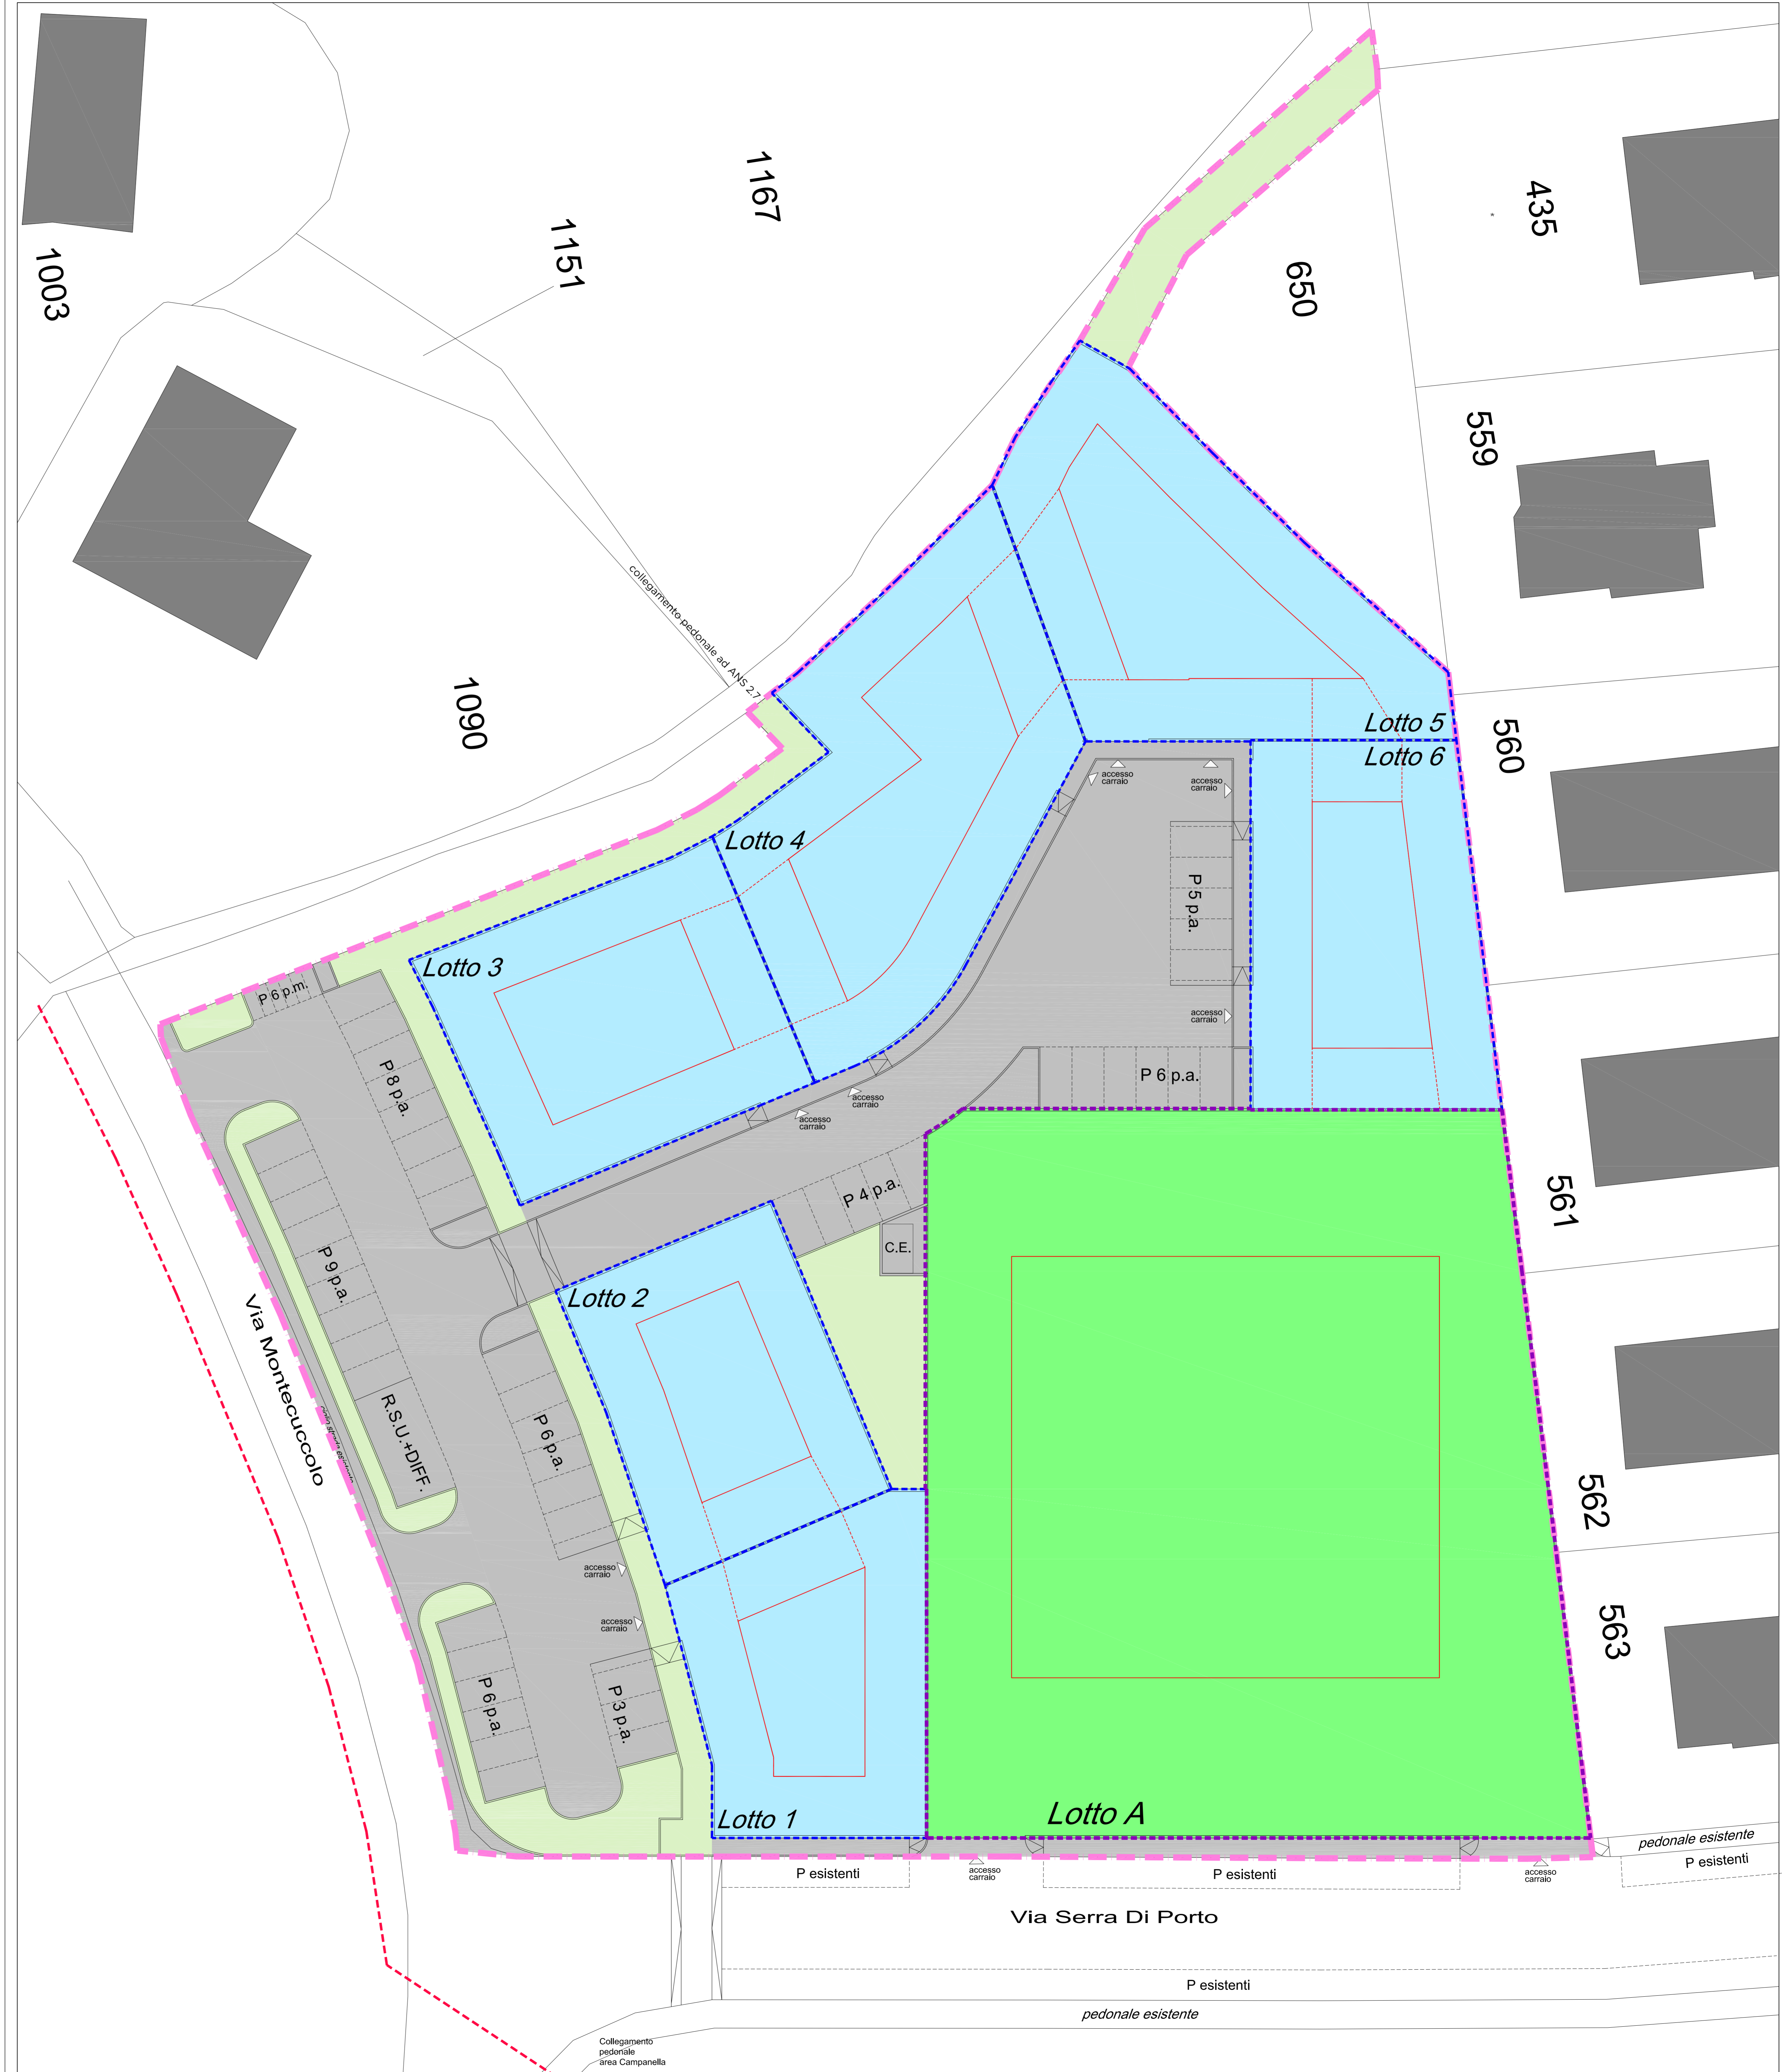 1003
1151
1167
435
650
559
560
561
562
563
1090
collegamento pedonale ad ANS 2.7
Lotto 5
Lotto 6
accesso
carraio
accesso
carraio
Lotto 4
P 5 p.a.
Lotto 3
P 6 p.m.
accesso
carraio
P 8 p.a.
P 6 p.a.
accesso
carraio
accesso
carraio
P 4 p.a.
C.E.
P 9 p.a.
Lotto 2
Via Montecuccolo
R.S.U.+DIFF.
P 6 p.a.
accesso
carraio
accesso
carraio
P 6 p.a.
P 3 p.a.
Lotto 1
Lotto A
pedonale esistente
P esistenti
accesso
carraio
P esistenti
accesso
carraio
P esistenti
Via Serra Di Porto
P esistenti
pedonale esistente
Collegamento
pedonale
area Campanella